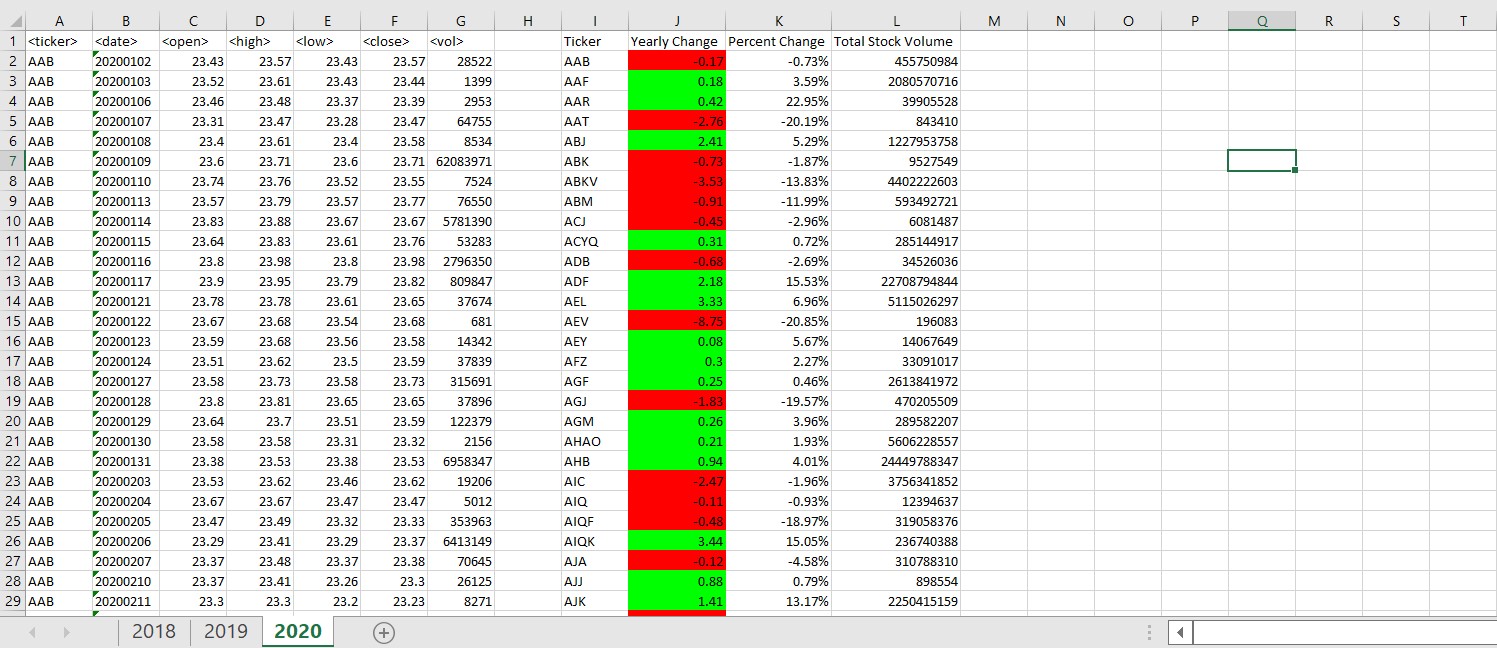 A B C D E F G H I J K L M N O P Q R S T
1 <ticker> <date> <open> <high> <low> <close> <vol> Ticker Yearly Change Percent Change Total Stock Volume
2 AAB 20200102 23.43 23.57 23.43 23.57 28522 AAB -0.17 -0.73% 455750984
3 AAB 20200103 23.52 23.61 23.43 23.44 1399 AAF 0.18 3.59% 2080570716
4 AAB 20200106 23.46 23.48 23.37 23.39 2953 AAR 0.42 22.95% 39905528
5 AAB 20200107 23.31 23.47 23.28 23.47 64755 AAT -2.76 -20.19% 843410
6 AAB 20200108 23.4 23.61 23.4 23.58 8534 ABJ 2.41 5.29% 1227953758
7 AAB 20200109 23.6 23.71 23.6 23.71 62083971 ABK -0.73 -1.87% 9527549
8 AAB 20200110 23.74 23.76 23.52 23.55 7524 ABKV -3.53 -13.83% 4402222603
9 AAB 20200113 23.57 23.79 23.57 23.77 76550 ABM -0.91 -11.99% 593492721
10 AAB 20200114 23.83 23.88 23.67 23.67 5781390 ACJ -0.45 -2.96% 6081487
11 AAB 20200115 23.64 23.83 23.61 23.76 53283 ACYQ 0.31 0.72% 285144917
12 AAB 20200116 23.8 23.98 23.8 23.98 2796350 ADB -0.68 -2.69% 34526036
13 AAB 20200117 23.9 23.95 23.79 23.82 809847 ADF 2.18 15.53% 22708794844
14 AAB 20200121 23.78 23.78 23.61 23.65 37674 AEL 3.33 6.96% 5115026297
15 AAB 20200122 23.67 23.68 23.54 23.68 681 AEV -8.75 -20.85% 196083
16 AAB 20200123 23.59 23.68 23.56 23.58 14342 AEY 0.08 5.67% 14067649
17 AAB 20200124 23.51 23.62 23.5 23.59 37839 AFZ 0.3 2.27% 33091017
18 AAB 20200127 23.58 23.73 23.58 23.73 315691 AGF 0.25 0.46% 2613841972
19 AAB 20200128 23.8 23.81 23.65 23.65 37896 AGJ -1.83 -19.57% 470205509
20 AAB 20200129 23.64 23.7 23.51 23.59 122379 AGM 0.26 3.96% 289582207
21 AAB 20200130 23.58 23.58 23.31 23.32 2156 AHAO 0.21 1.93% 5606228557
22 AAB 20200131 23.38 23.53 23.38 23.53 6958347 AHB 0.94 4.01% 24449788347
23 AAB 20200203 23.53 23.62 23.46 23.62 19206 AIC -2.47 -1.96% 3756341852
24 AAB 20200204 23.67 23.67 23.47 23.47 5012 AIQ -0.11 -0.93% 12394637
25 AAB 20200205 23.47 23.49 23.32 23.33 353963 AIQF -0.48 -18.97% 319058376
26 AAB 20200206 23.29 23.41 23.29 23.37 6413149 AIQK 3.44 15.05% 236740388
27 AAB 20200207 23.37 23.48 23.37 23.38 70645 AJA -0.12 -4.58% 310788310
28 AAB 20200210 23.37 23.41 23.26 23.3 26125 AJJ 0.88 0.79% 898554
29 AAB 20200211 23.3 23.3 23.2 23.23 8271 AJK 1.41 13.17% 2250415159
2018 2019 2020